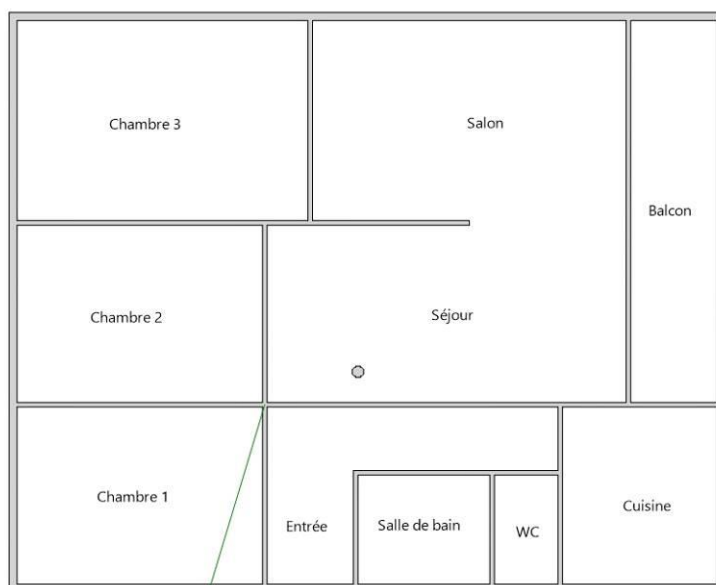 Chambre 3
Salon
Balcon
Chambre 2
Séjour
Chambre 1
Entrée
Salle de bain
WC
Cuisine